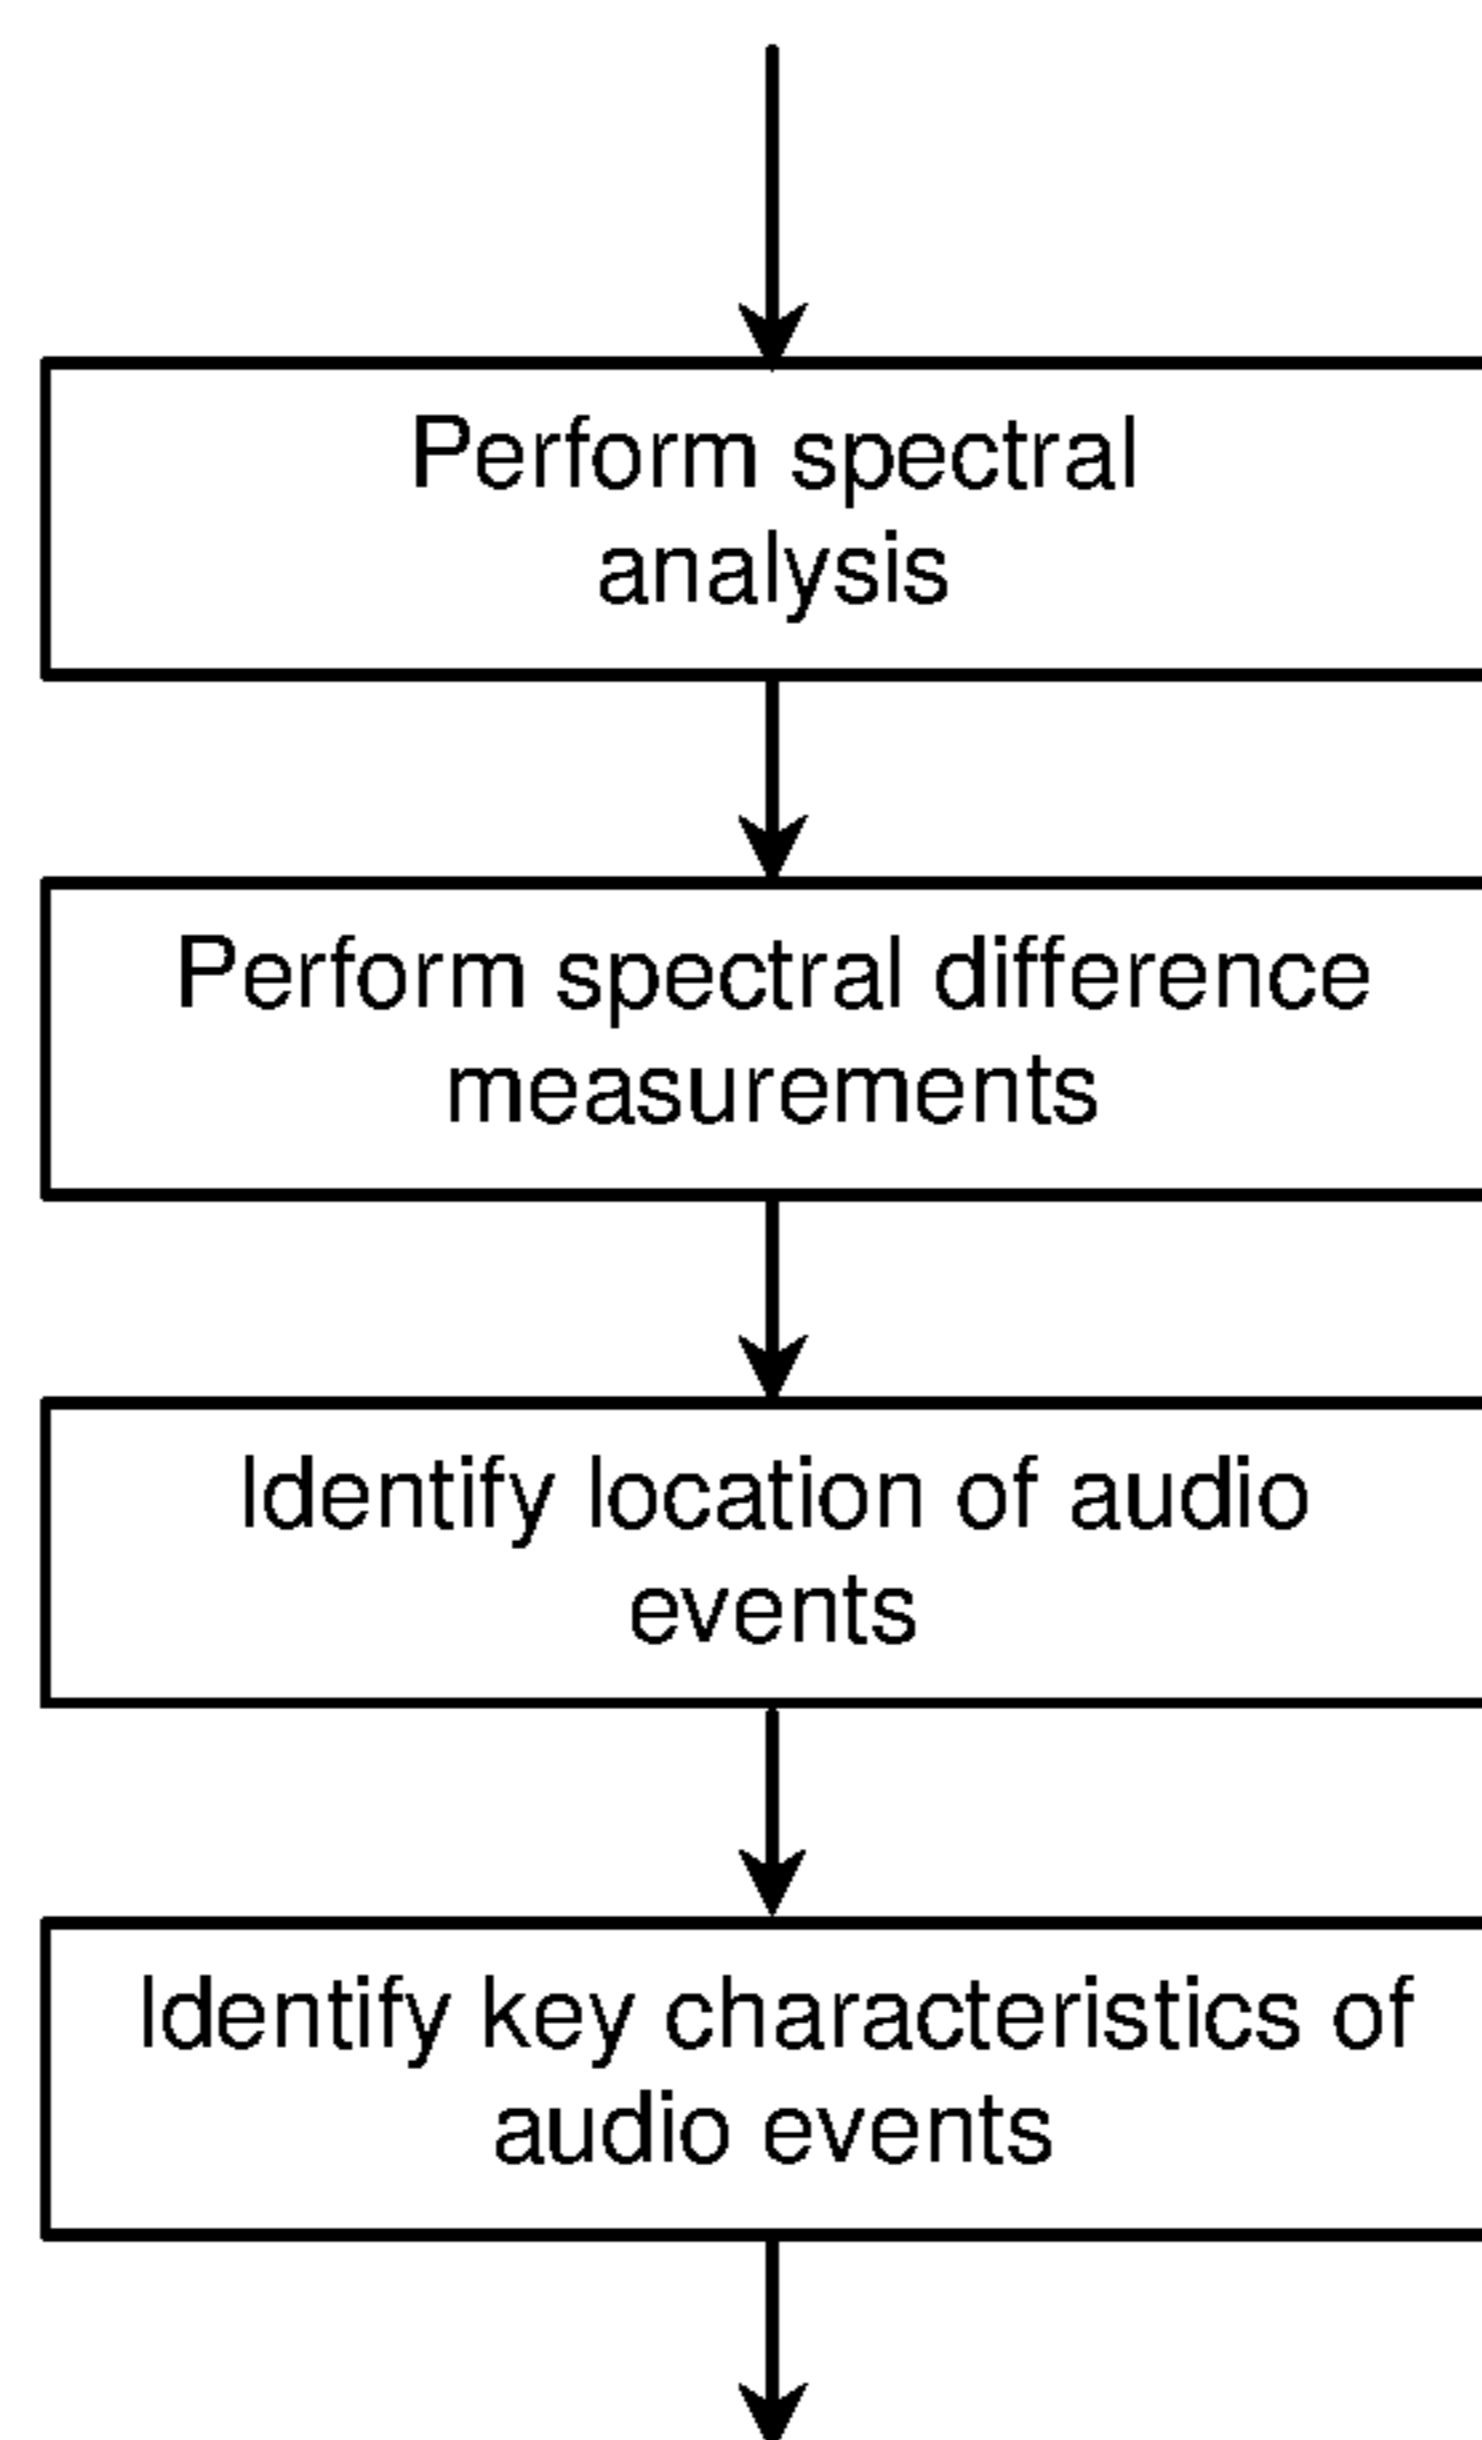 Perform spectral
analysis
Perform spectral difference
measurements
Identify location of audio
events
Identify key characteristics of
audio events